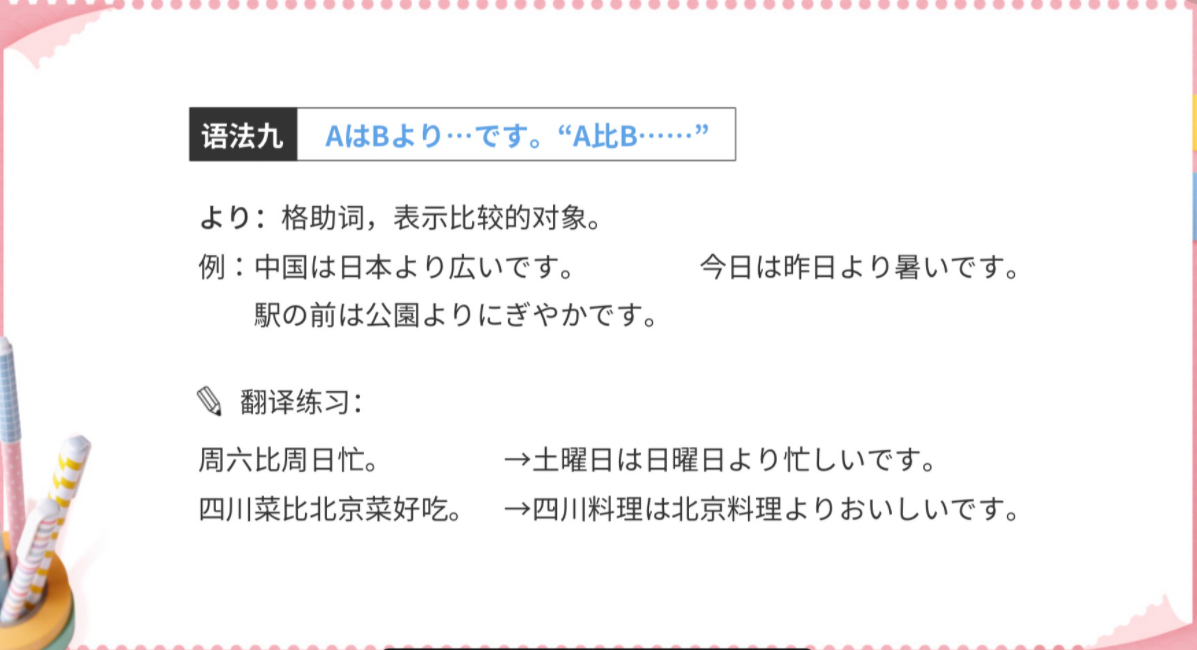 语法九 AはBより…です。“A比B……”
より：格助词，表示比较的对象。
例：中国は日本より広いです。 今日は昨日より暑いです。
駅の前は公園よりにぎやかです。
翻译练习：
周六比周日忙。 →土曜日は日曜日より忙しいです。
四川菜比北京菜好吃。 →四川料理は北京料理よりおいしいです。